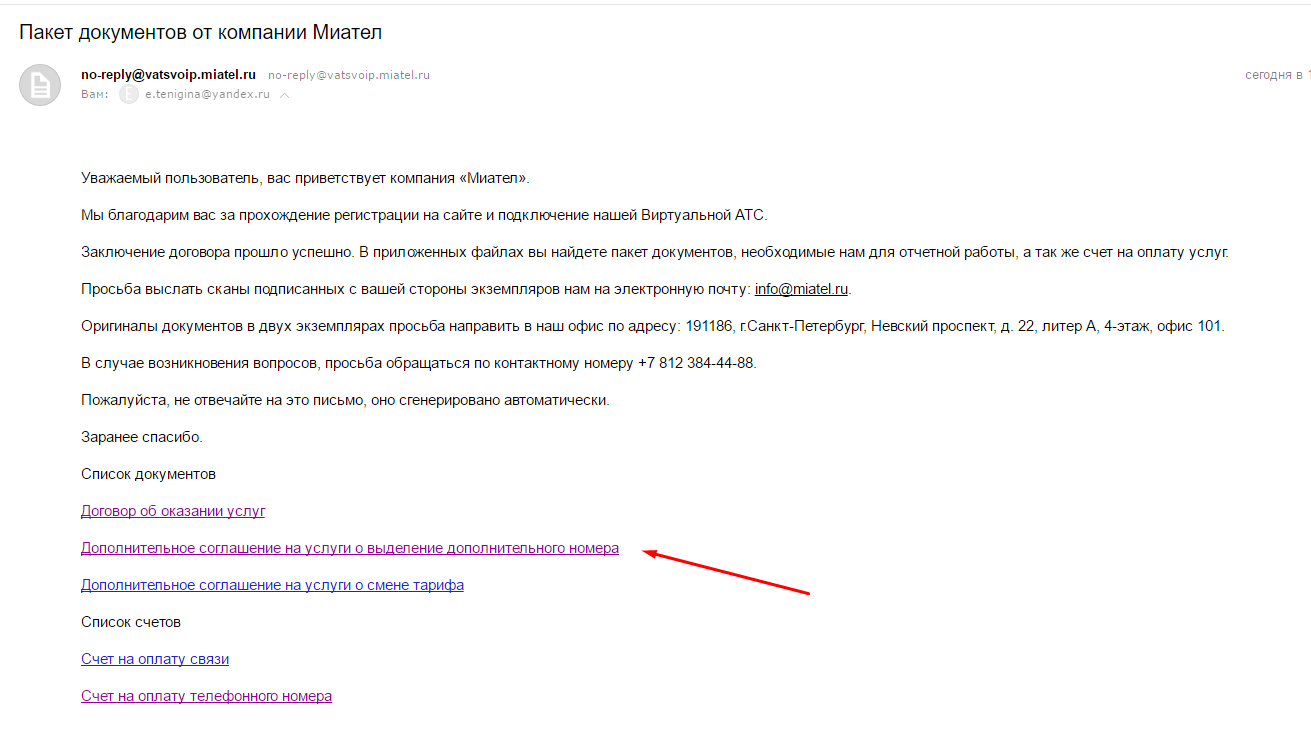 Пакет документов от компании Миател
no-reply@vatsvoip.miatel.ru no-reply@vatsvoip.miatel.ru
сегодня в 1
Вам: E e.tenigina@yandex.ru
Уважаемый пользователь, вас приветствует компания «Миател».
Мы благодарим вас за прохождение регистрации на сайте и подключение нашей Виртуальной АТС.
Заключение договора прошло успешно. В приложенных файлах вы найдете пакет документов, необходимые нам для отчетной работы, а так же счет на оплату услуг.
Просьба выслать сканы подписанных с вашей стороны экземпляров нам на электронную почту: info@miatel.ru.
Оригиналы документов в двух экземплярах просьба направить в наш офис по адресу: 191186, г.Санкт-Петербург, Невский проспект, д. 22, литер А, 4-этаж, офис 101.
В случае возникновения вопросов, просьба обращаться по контактному номеру +7 812 384-44-88.
Пожалуйста, не отвечайте на это письмо, оно сгенерировано автоматически.
Заранее спасибо.
Список документов
Договор об оказании услуг
Дополнительное соглашение на услуги о выделение дополнительного номера
Дополнительное соглашение на услуги о смене тарифа
Список счетов
Счет на оплату связи
Счет на оплату телефонного номера